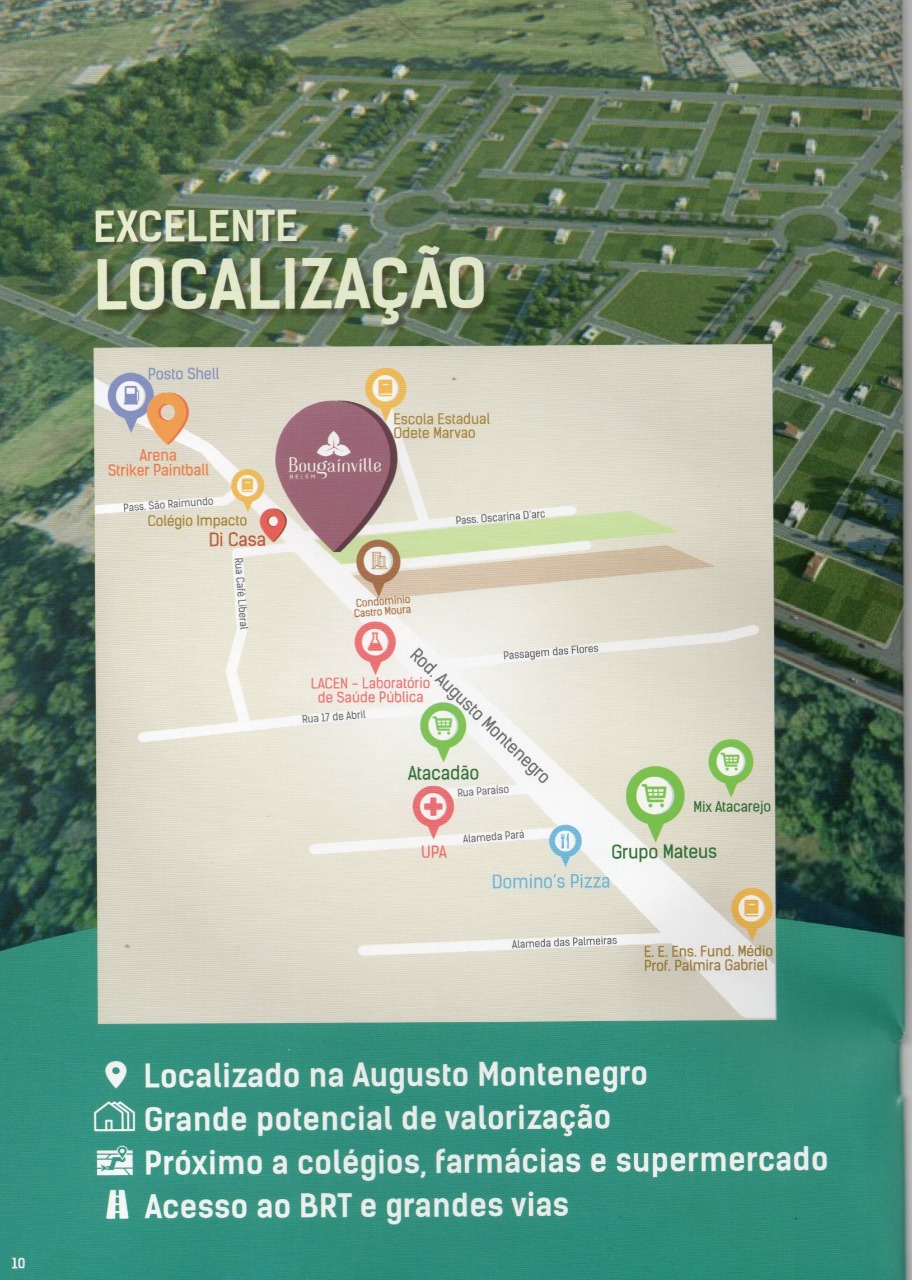 EXCELENTE
LOCALIZAÇÃO
Posto Shell
Escola Estadual
Odete Marvao
Arena
Striker Paintball
Bougainville
BELÉM
Pass. São Raimundo
Colégio Impacto
Pass. Oscarina D'arc
Di Casa
Rua Café Liberal
Condomínio
Castro Moura
Passagem das Flores
Rod. Augusto Montenegro
LACEN - Laboratório
de Saúde Pública
Rua 17 de Abril
Atacadão
Rua Paraíso
Mix Atacarejo
Alameda Pará
UPA
Grupo Mateus
Domino's Pizza
Alameda das Palmeiras
E. E. Ens. Fund. Médio
Prof. Palmira Gabriel
Localizado na Augusto Montenegro
Grande potencial de valorização
Próximo a colégios, farmácias e supermercado
Acesso ao BRT e grandes vias
10